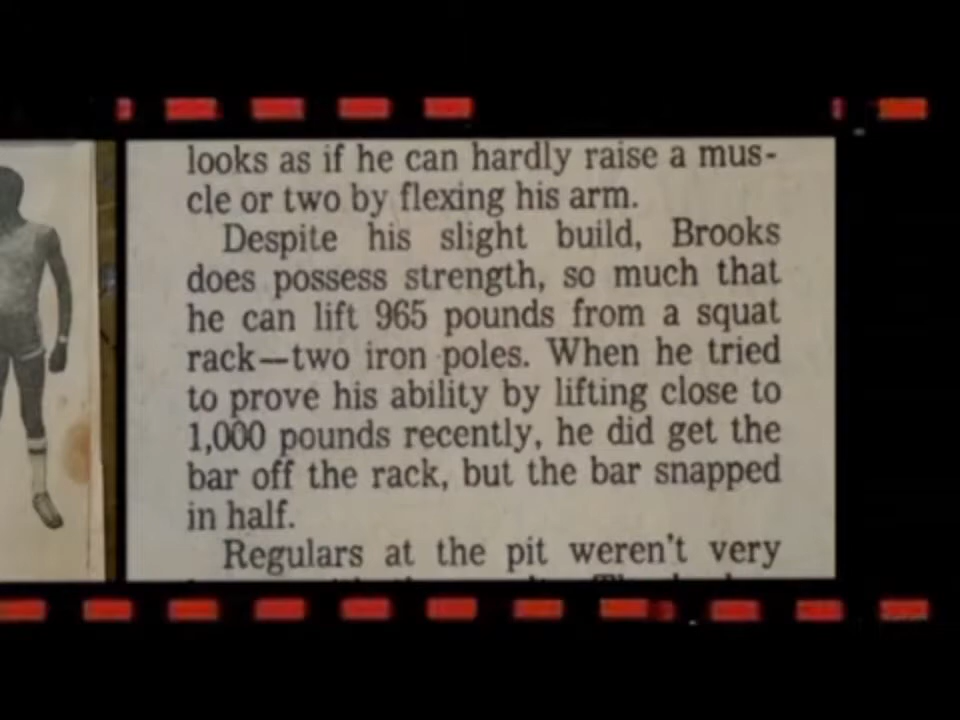 looks as if he can hardly raise a mus-
cle or two by flexing his arm.
Despite his slight build, Brooks
does possess strength, so much that
he can lift 965 pounds from a squat
rack—two iron poles. When he tried
to prove his ability by lifting close to
1,000 pounds recently, he did get the
bar off the rack, but the bar snapped
in half.
Regulars at the pit weren't very